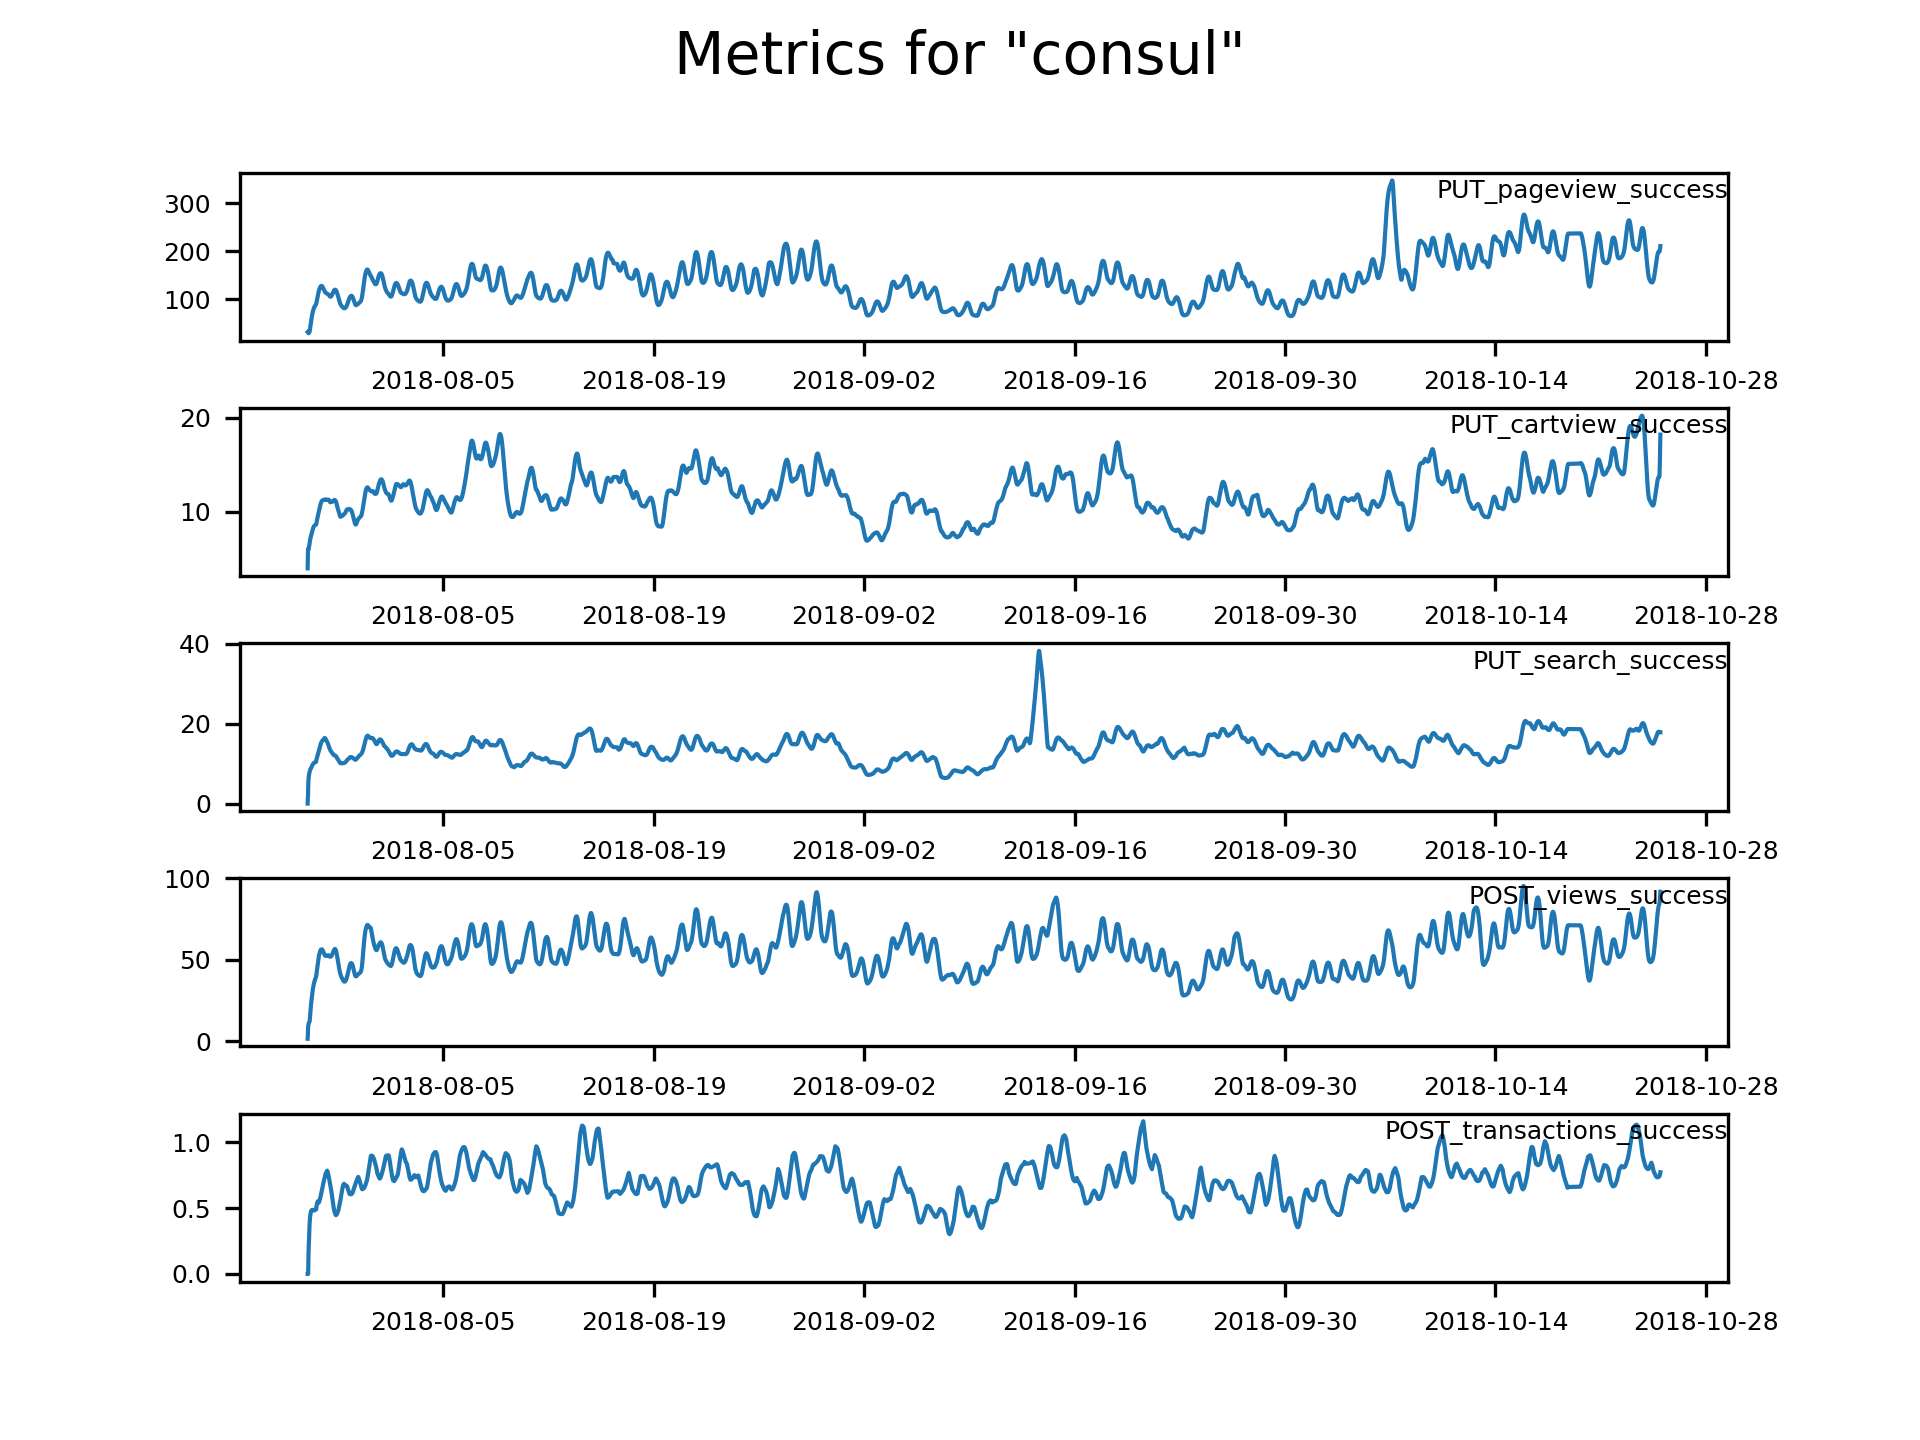 Metrics for "consul"
PUT_pageview_success
300
200
100
2018-08-05 2018-08-19 2018-09-02 2018-09-16 2018-09-30 2018-10-14 2018-10-28
PUT_cartview_success
20
10
2018-08-05 2018-08-19 2018-09-02 2018-09-16 2018-09-30 2018-10-14 2018-10-28
40
PUT_search_success
20
0
2018-08-05 2018-08-19 2018-09-02 2018-09-16 2018-09-30 2018-10-14 2018-10-28
100
POST_views_success
50
0
2018-08-05 2018-08-19 2018-09-02 2018-09-16 2018-09-30 2018-10-14 2018-10-28
POST_transactions_success
1.0
0.5
0.0
2018-08-05 2018-08-19 2018-09-02 2018-09-16 2018-09-30 2018-10-14 2018-10-28